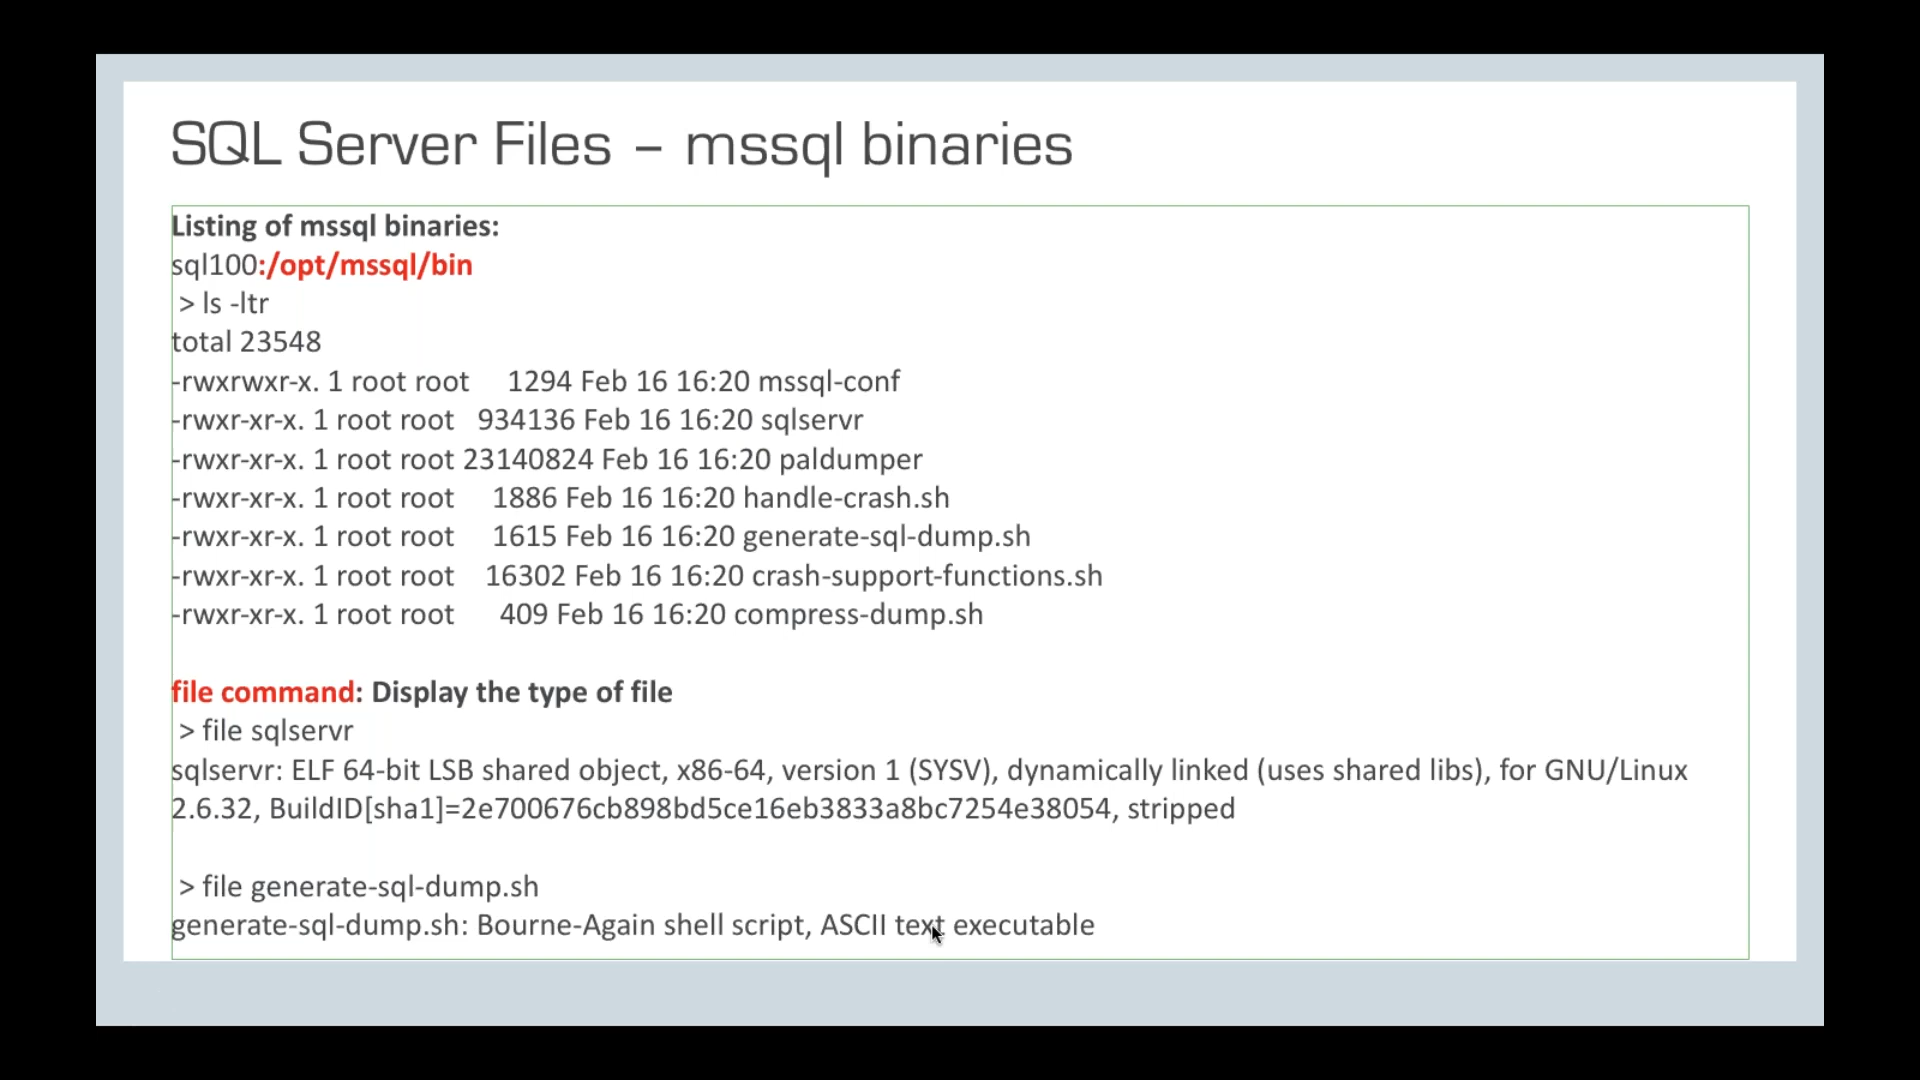 SQL Server Files – mssql binaries
Listing of mssql binaries:
sql100:/opt/mssql/bin
> ls -ltr
total 23548
-rwxrwxr-x. 1 root root 1294 Feb 16 16:20 mssql-conf
-rwxr-xr-x. 1 root root 934136 Feb 16 16:20 sqlservr
-rwxr-xr-x. 1 root root 23140824 Feb 16 16:20 paldumper
-rwxr-xr-x. 1 root root 1886 Feb 16 16:20 handle-crash.sh
-rwxr-xr-x. 1 root root 1615 Feb 16 16:20 generate-sql-dump.sh
-rwxr-xr-x. 1 root root 16302 Feb 16 16:20 crash-support-functions.sh
-rwxr-xr-x. 1 root root 409 Feb 16 16:20 compress-dump.sh
file command: Display the type of file
> file sqlservr
sqlservr: ELF 64-bit LSB shared object, x86-64, version 1 (SYSV), dynamically linked (uses shared libs), for GNU/Linux
2.6.32, BuildID[sha1]=2e700676cb898bd5ce16eb3833a8bc7254e38054, stripped
> file generate-sql-dump.sh
generate-sql-dump.sh: Bourne-Again shell script, ASCII text executable